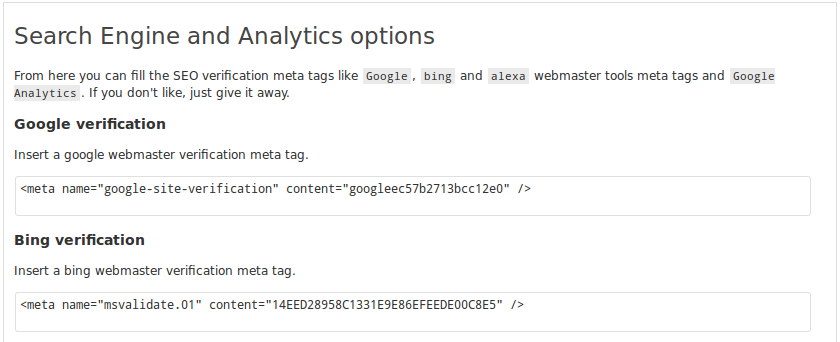 Search Engine and Analytics options
From here you can fill the SEO verification meta tags like Google, bing and alexa webmaster tools meta tags and Google
Analytics. If you don't like, just give it away.
Google verification
Insert a google webmaster verification meta tag.
<meta name="google-site-verification" content="googleec57b2713bcc12e0" />
Bing verification
Insert a bing webmaster verification meta tag.
<meta name="msvalidate.01" content="14EED28958C1331E9E86EFEEDE00C8E5" />